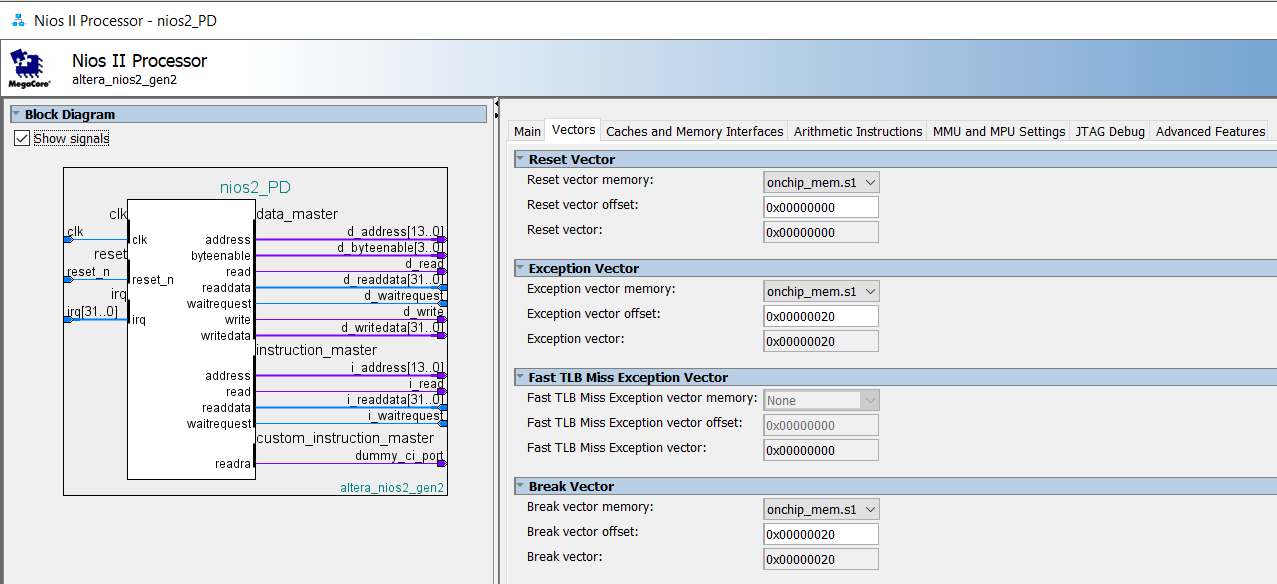 Nios II Processor - nios2_PD
MegaCore®
Nios II Processor
altera_nios2_gen2
Block Diagram
Show signals
nios2_PD
clk
data_master
clk
d_address[13..0]
clk
address
d_byteenable[3..0]
reset
byteenable
d_read
reset_n
read
d_readdata[31..0]
reset_n
readdata
d_waitrequest
irq
waitrequest
d_write
irq[31..0]
irq
write
d_writedata[31..0]
writedata
instruction_master
i_address[13..0]
address
i_read
read
i_readdata[31..0]
readdata
i_waitrequest
waitrequest
custom_instruction_master
dummy_ci_port
readra
altera_nios2_gen2
Main Vectors Caches and Memory Interfaces Arithmetic Instructions MMU and MPU Settings JTAG Debug Advanced Features
Reset Vector
Reset vector memory: onchip_mem.s1
Reset vector offset: 0x00000000
Reset vector: 0x00000000
Exception Vector
Exception vector memory: onchip_mem.s1
Exception vector offset: 0x00000020
Exception vector: 0x00000020
Fast TLB Miss Exception Vector
Fast TLB Miss Exception vector memory: None
Fast TLB Miss Exception vector offset: 0x00000000
Fast TLB Miss Exception vector: 0x00000000
Break Vector
Break vector memory: onchip_mem.s1
Break vector offset: 0x00000020
Break vector: 0x00000020